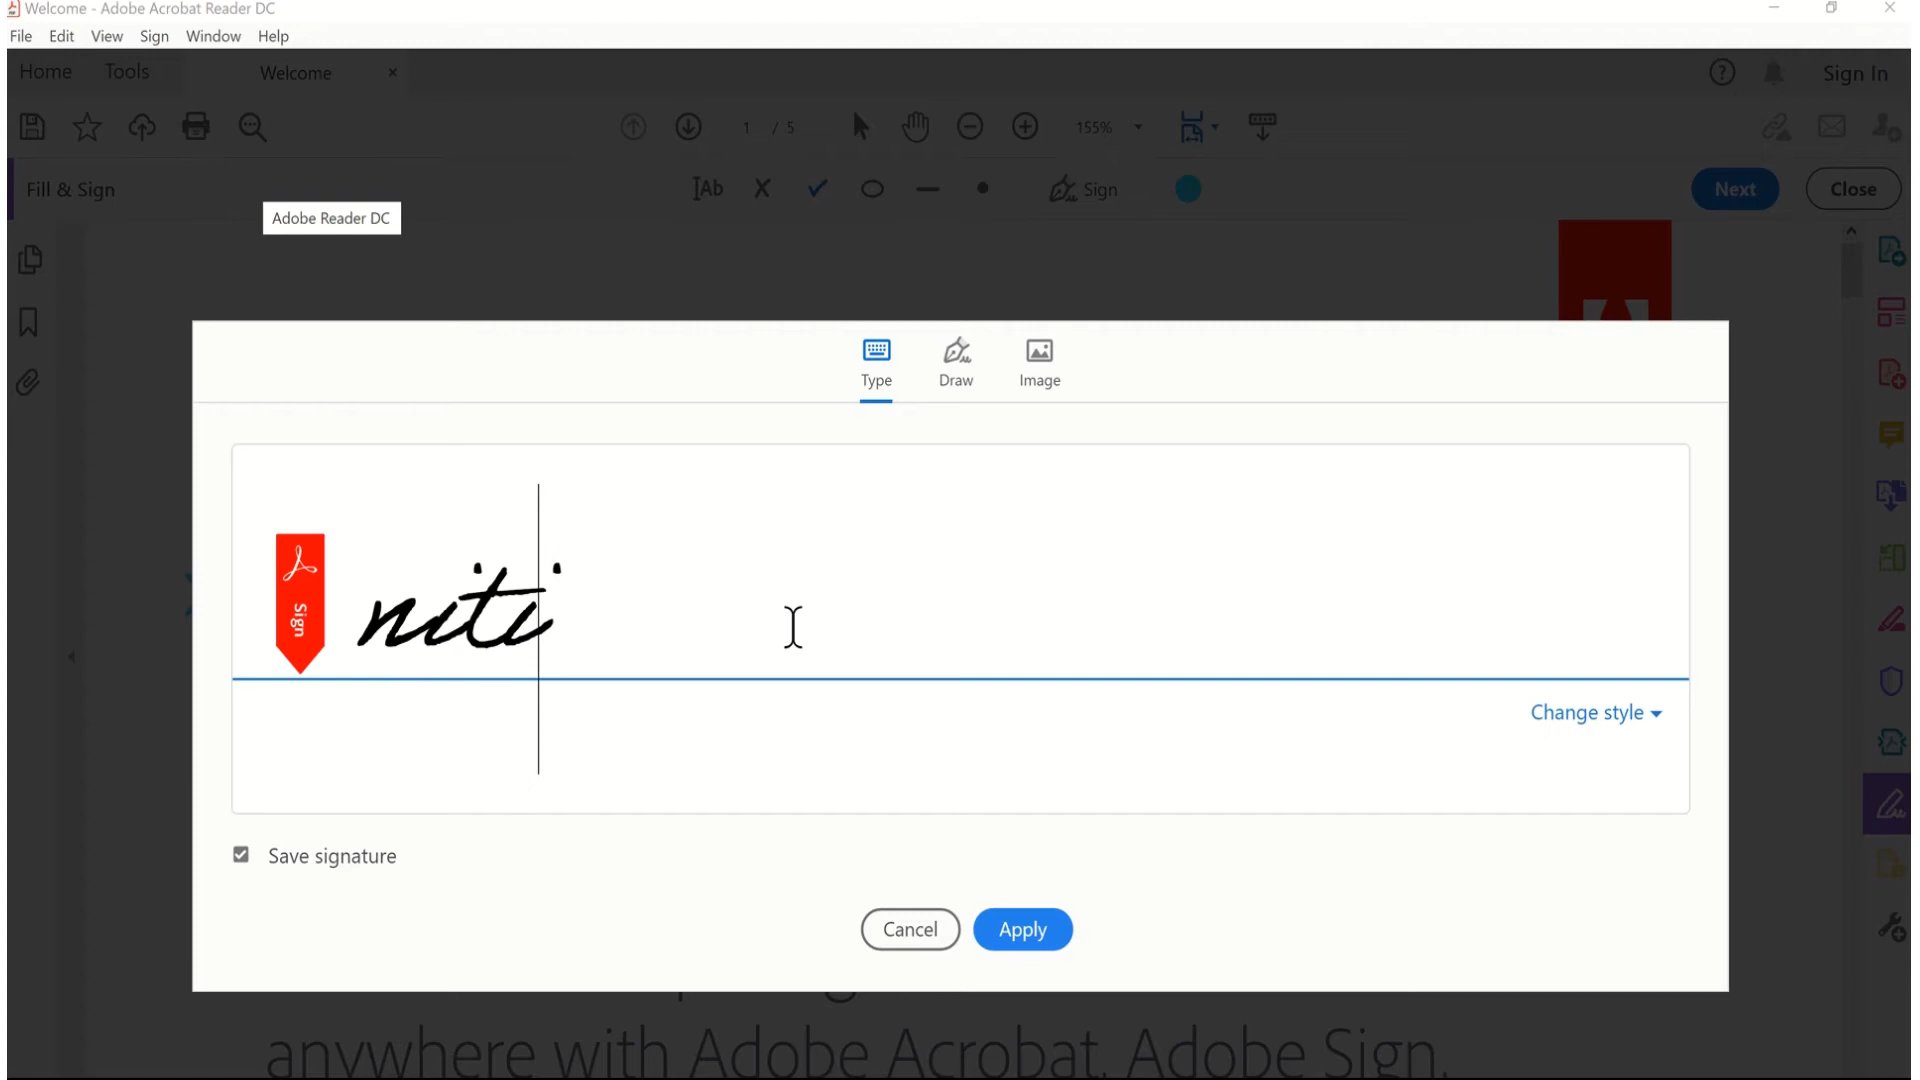 Welcome - Adobe Acrobat Reader DC
File Edit View Sign Window Help
Home Tools Welcome × Sign In
1 / 5 155%
Fill & Sign Ab Sign Next Close
Adobe Reader DC
Type Draw Image
Sign niti
Change style
Save signature
Cancel Apply
anywhere with Adobe Acrobat, Adobe Sign,